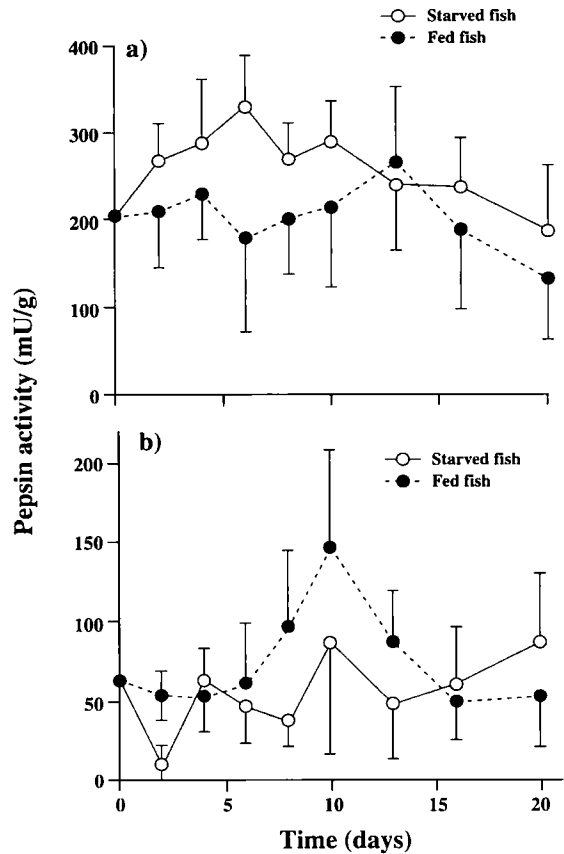 Starved fish
Fed fish
a)
400
300
200
100
0
Pepsin activity (mU/g)
b)
Starved fish
Fed fish
200
150
100
50
0
0 5 10 15 20
Time (days)